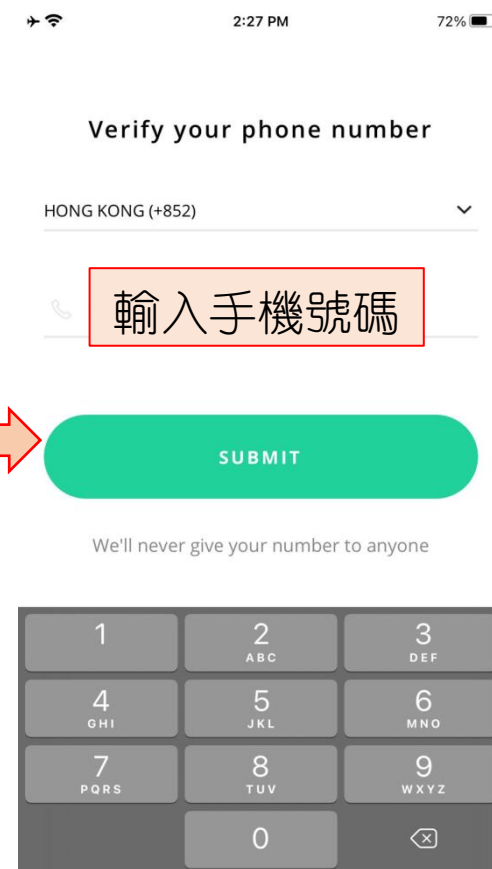 2:27 PM
72%
Verify your phone number
HONG KONG (+852)
輸入手機號碼
SUBMIT
We'll never give your number to anyone
1 2 3
ABC DEF
4 5 6
GHI JKL MNO
7 8 9
PQRS TUV WXYZ
0